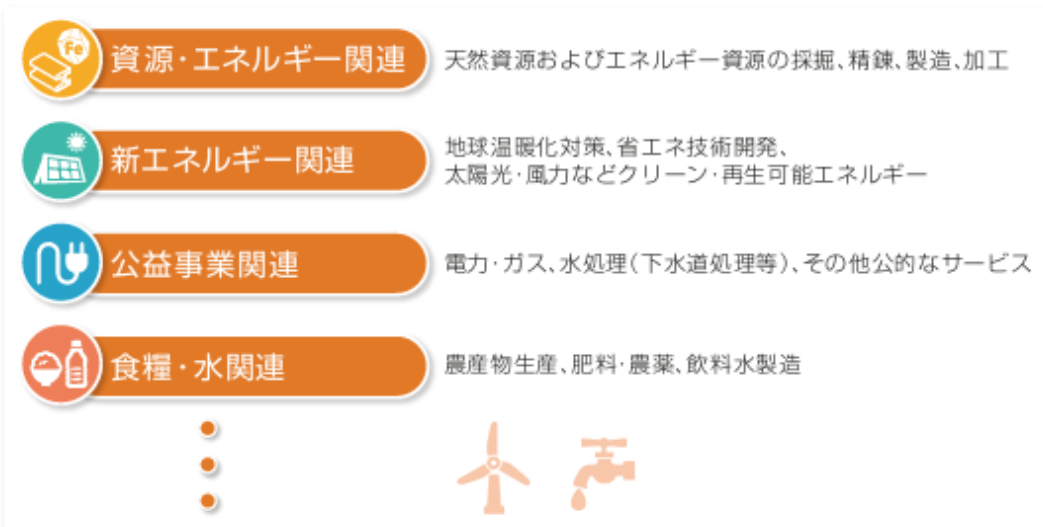 Fe
資源・エネルギー関連
天然資源およびエネルギー資源の採掘、精錬、製造、加工
新エネルギー関連
地球温暖化対策、省エネ技術開発、
太陽光・風力などクリーン・再生可能エネルギー
公益事業関連
電力・ガス、水処理(下水道処理等)、その他公的なサービス
食糧・水関連
農産物生産、肥料・農薬、飲料水製造